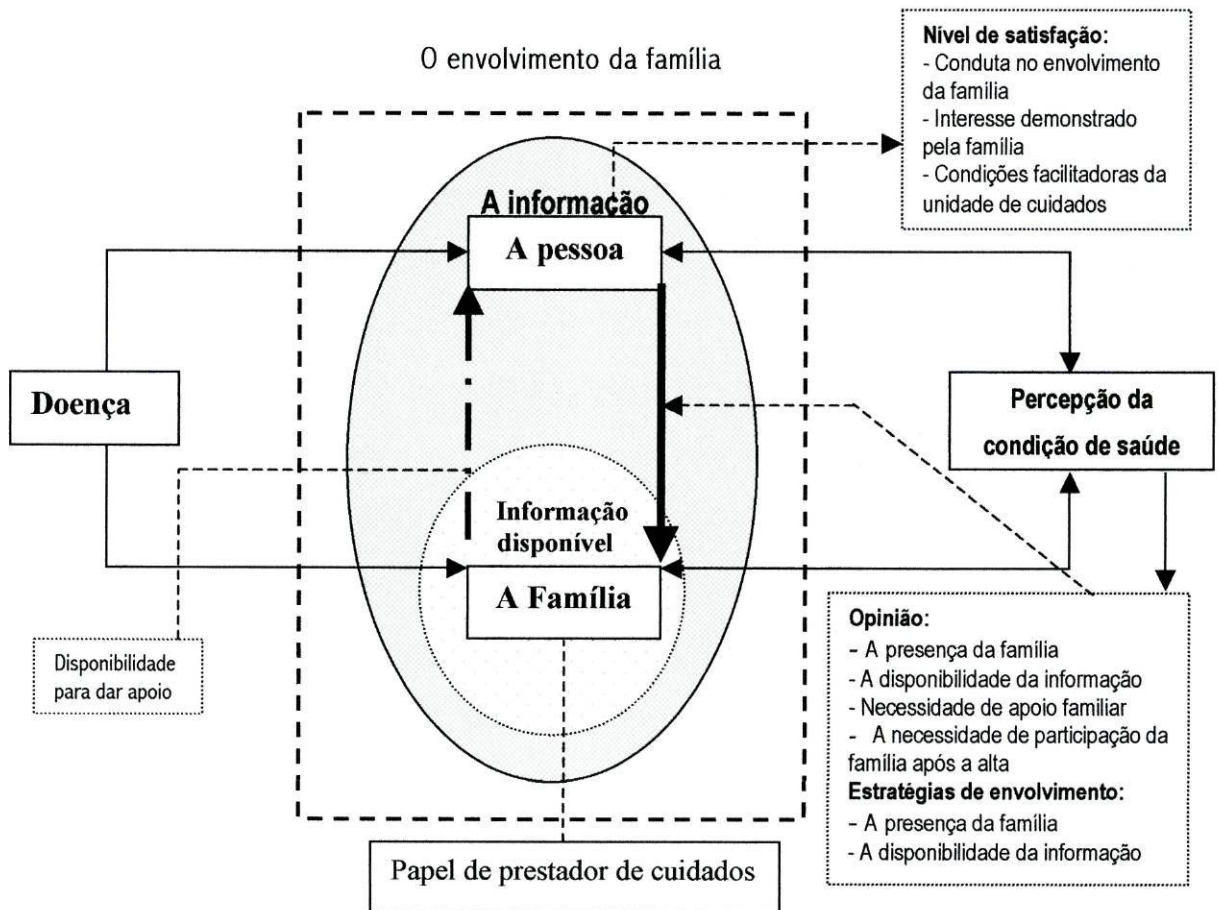 O envolvimento da família
Nível de satisfação:
- Conduta no envolvimento
da família
- Interesse demonstrado
pela família
- Condições facilitadoras da
unidade de cuidados
A informação
A pessoa
Doença
Percepção da
condição de saúde
Informação
disponível
A Família
Disponibilidade
para dar apoio
Opinião:
- A presença da família
- A disponibilidade da informação
- Necessidade de apoio familiar
- A necessidade de participação da
família após a alta
Estratégias de envolvimento:
- A presença da família
- A disponibilidade da informação
Papel de prestador de cuidados